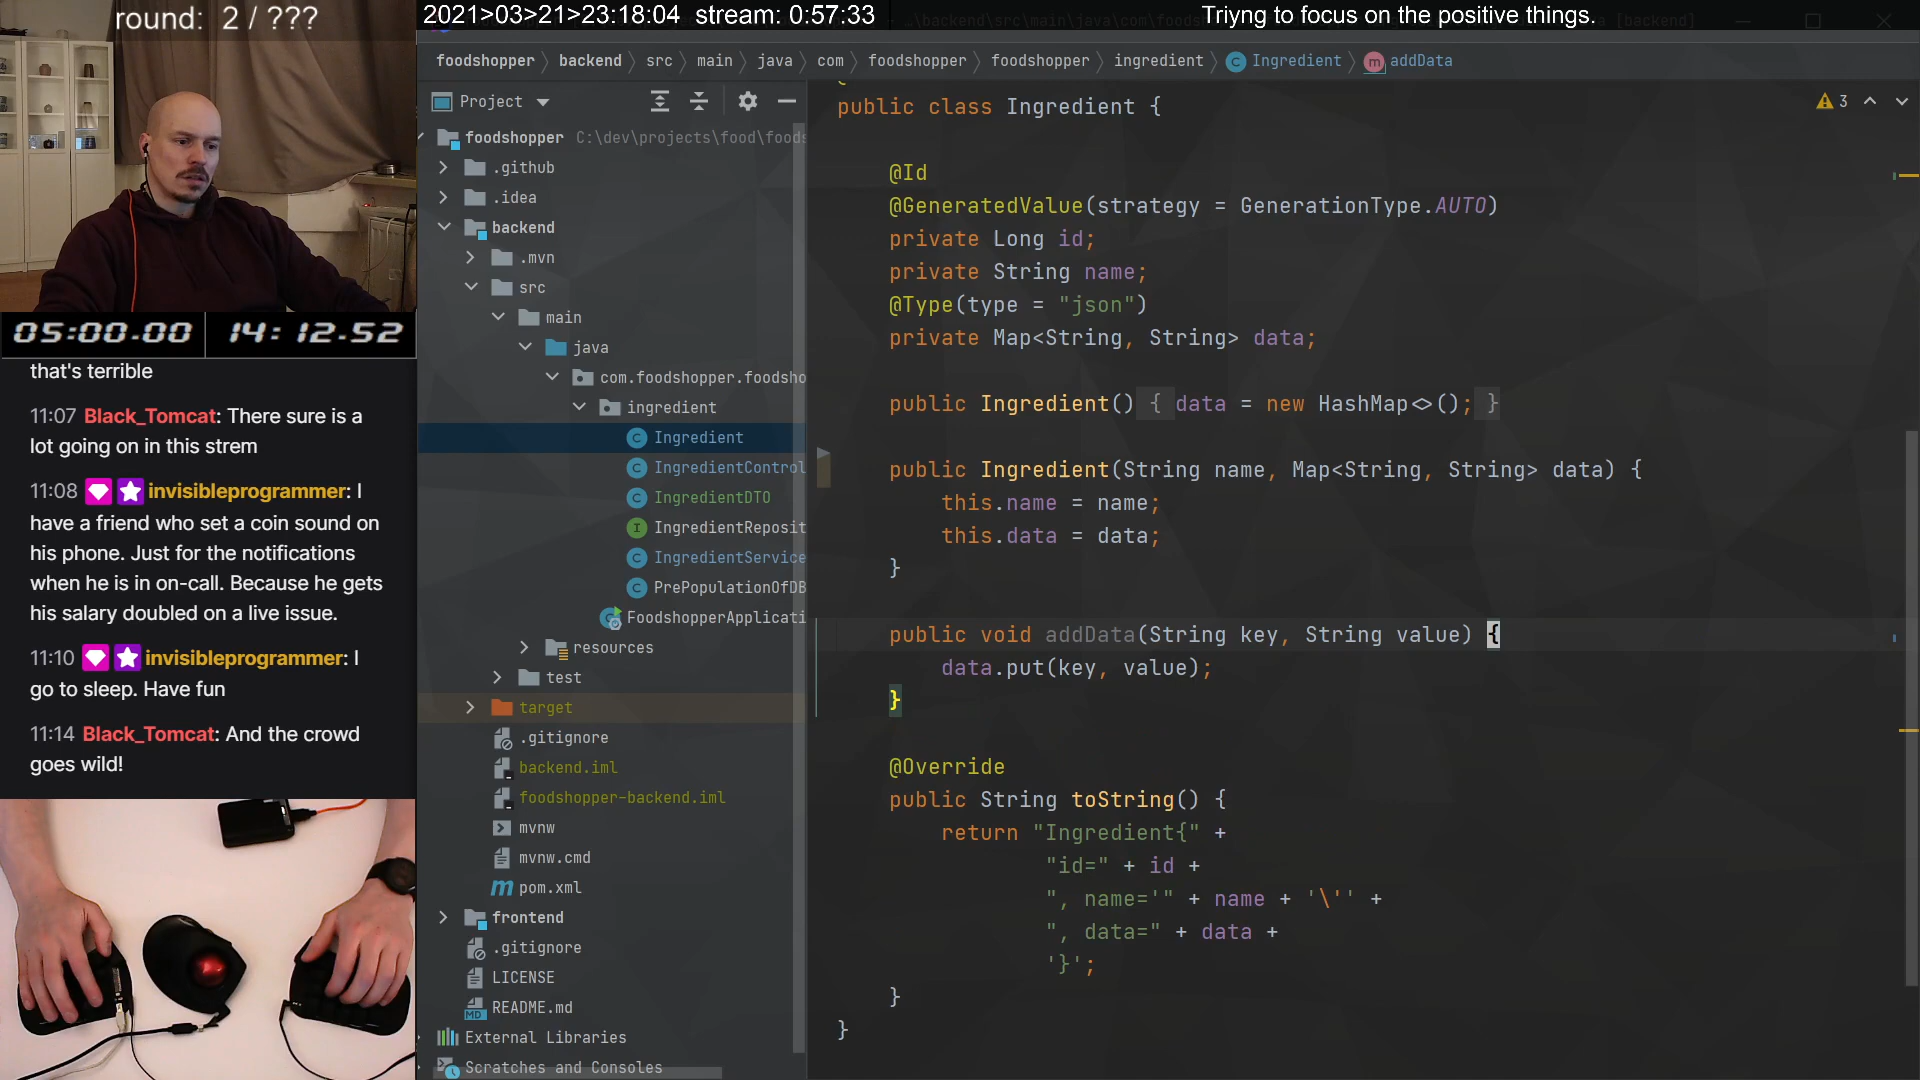 round: 2 / ???
2021>03>21>23:18:04 stream: 0:57:33
Triyng to focus on the positive things.
foodshopper backend src main java com foodshopper foodshopper ingredient Ingredient addData
05:00.00 14:12.52
that's terrible
11:07 Black_Tomcat: There sure is a
lot going on in this strem
11:08 invisibleprogrammer: I
have a friend who set a coin sound on
his phone. Just for the notifications
when he is in on-call. Because he gets
his salary doubled on a live issue.
11:10 invisibleprogrammer: I
go to sleep. Have fun
11:14 Black_Tomcat: And the crowd
goes wild!
Project
foodshopper C:\dev\projects\food\foods
.github
.idea
backend
.mvn
src
main
java
com.foodshopper.foodsho
ingredient
Ingredient
IngredientControl
IngredientDTO
IngredientReposit
IngredientService
PrePopulationOfDB
FoodshopperApplicati
resources
test
target
.gitignore
backend.iml
foodshopper-backend.iml
mvnw
mvnw.cmd
pom.xml
frontend
.gitignore
LICENSE
README.md
External Libraries
Scratches and Consoles
3
public class Ingredient {
@Id
@GeneratedValue(strategy = GenerationType.AUTO)
private Long id;
private String name;
@Type(type = "json")
private Map<String, String> data;
public Ingredient() { data = new HashMap<>(); }
public Ingredient(String name, Map<String, String> data) {
this.name = name;
this.data = data;
}
public void addData(String key, String value) {
data.put(key, value);
}
@Override
public String toString() {
return "Ingredient{" +
"id=" + id +
", name='" + name + '\'' +
", data=" + data +
'}';
}
}